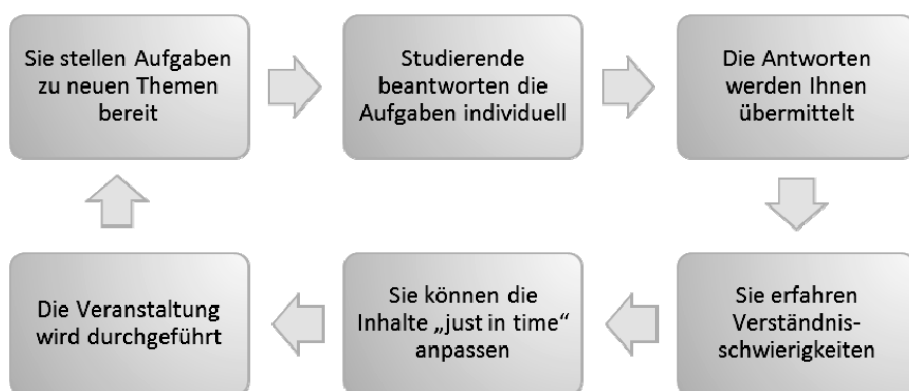 Sie stellen Aufgaben
zu neuen Themen
bereit
Studierende
beantworten die
Aufgaben individuell
Die Antworten
werden Ihnen
übermittelt
Sie erfahren
Verständnis-
schwierigkeiten
Sie können die
Inhalte „just in time“
anpassen
Die Veranstaltung
wird durchgeführt